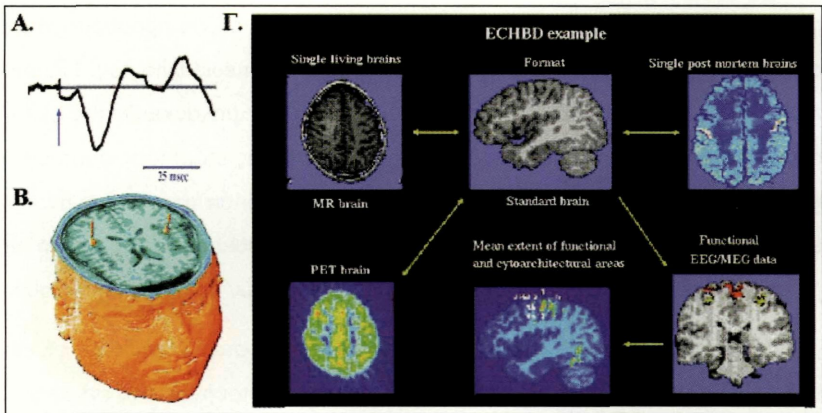 Α.
25 msec
Β.
Γ.
ECHBD example
Single living brains
Format
Single post mortem brains
MR brain
Standard brain
PET brain
Mean extent of functional
and cytoarchitectural areas
Functional
EEG/MEG data